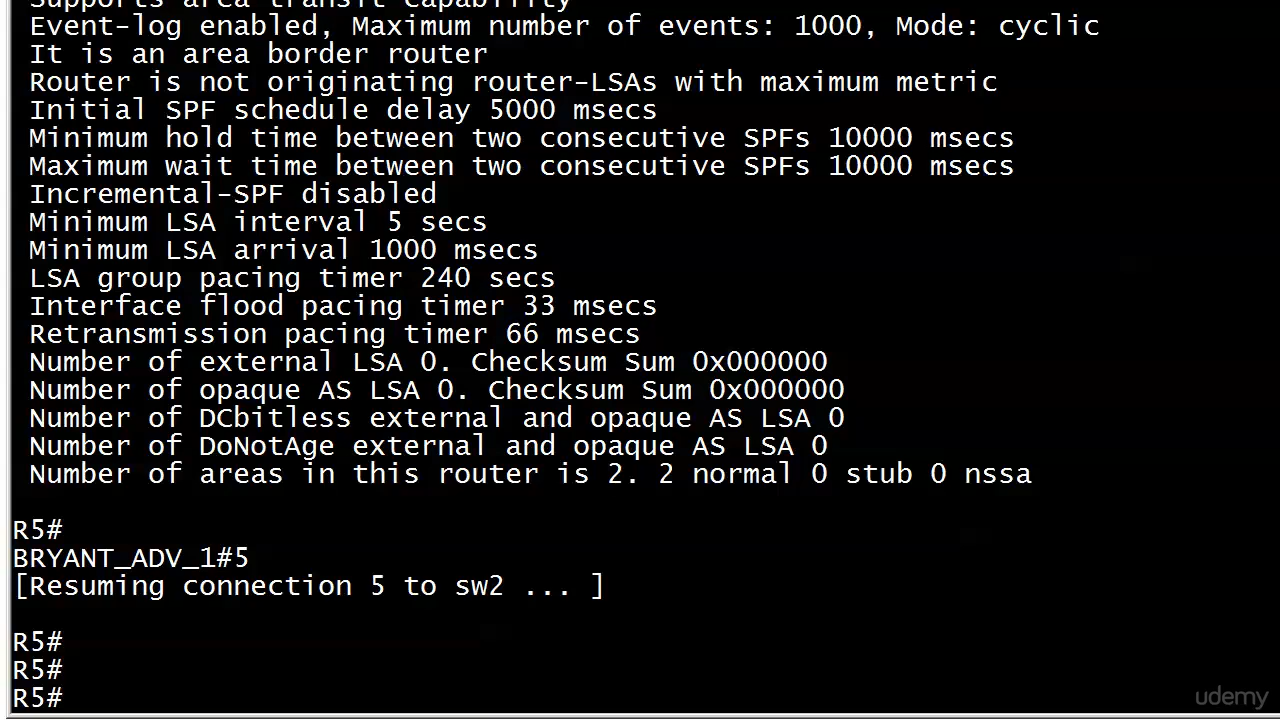 Supports area transit capability
Event-log enabled, Maximum number of events: 1000, Mode: cyclic
It is an area border router
Router is not originating router-LSAs with maximum metric
Initial SPF schedule delay 5000 msecs
Minimum hold time between two consecutive SPFs 10000 msecs
Maximum wait time between two consecutive SPFs 10000 msecs
Incremental-SPF disabled
Minimum LSA interval 5 secs
Minimum LSA arrival 1000 msecs
LSA group pacing timer 240 secs
Interface flood pacing timer 33 msecs
Retransmission pacing timer 66 msecs
Number of external LSA 0. Checksum Sum 0x000000
Number of opaque AS LSA 0. Checksum Sum 0x000000
Number of DCbitless external and opaque AS LSA 0
Number of DoNotAge external and opaque AS LSA 0
Number of areas in this router is 2. 2 normal 0 stub 0 nssa
R5#
BRYANT_ADV_1#5
[Resuming connection 5 to sw2 ... ]
R5#
R5#
R5#
udemy